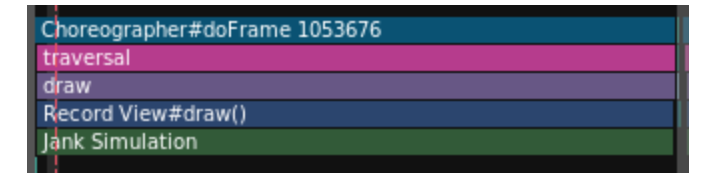 Choreographer#doFrame 1053676
traversal
draw
Record View#draw()
Jank Simulation